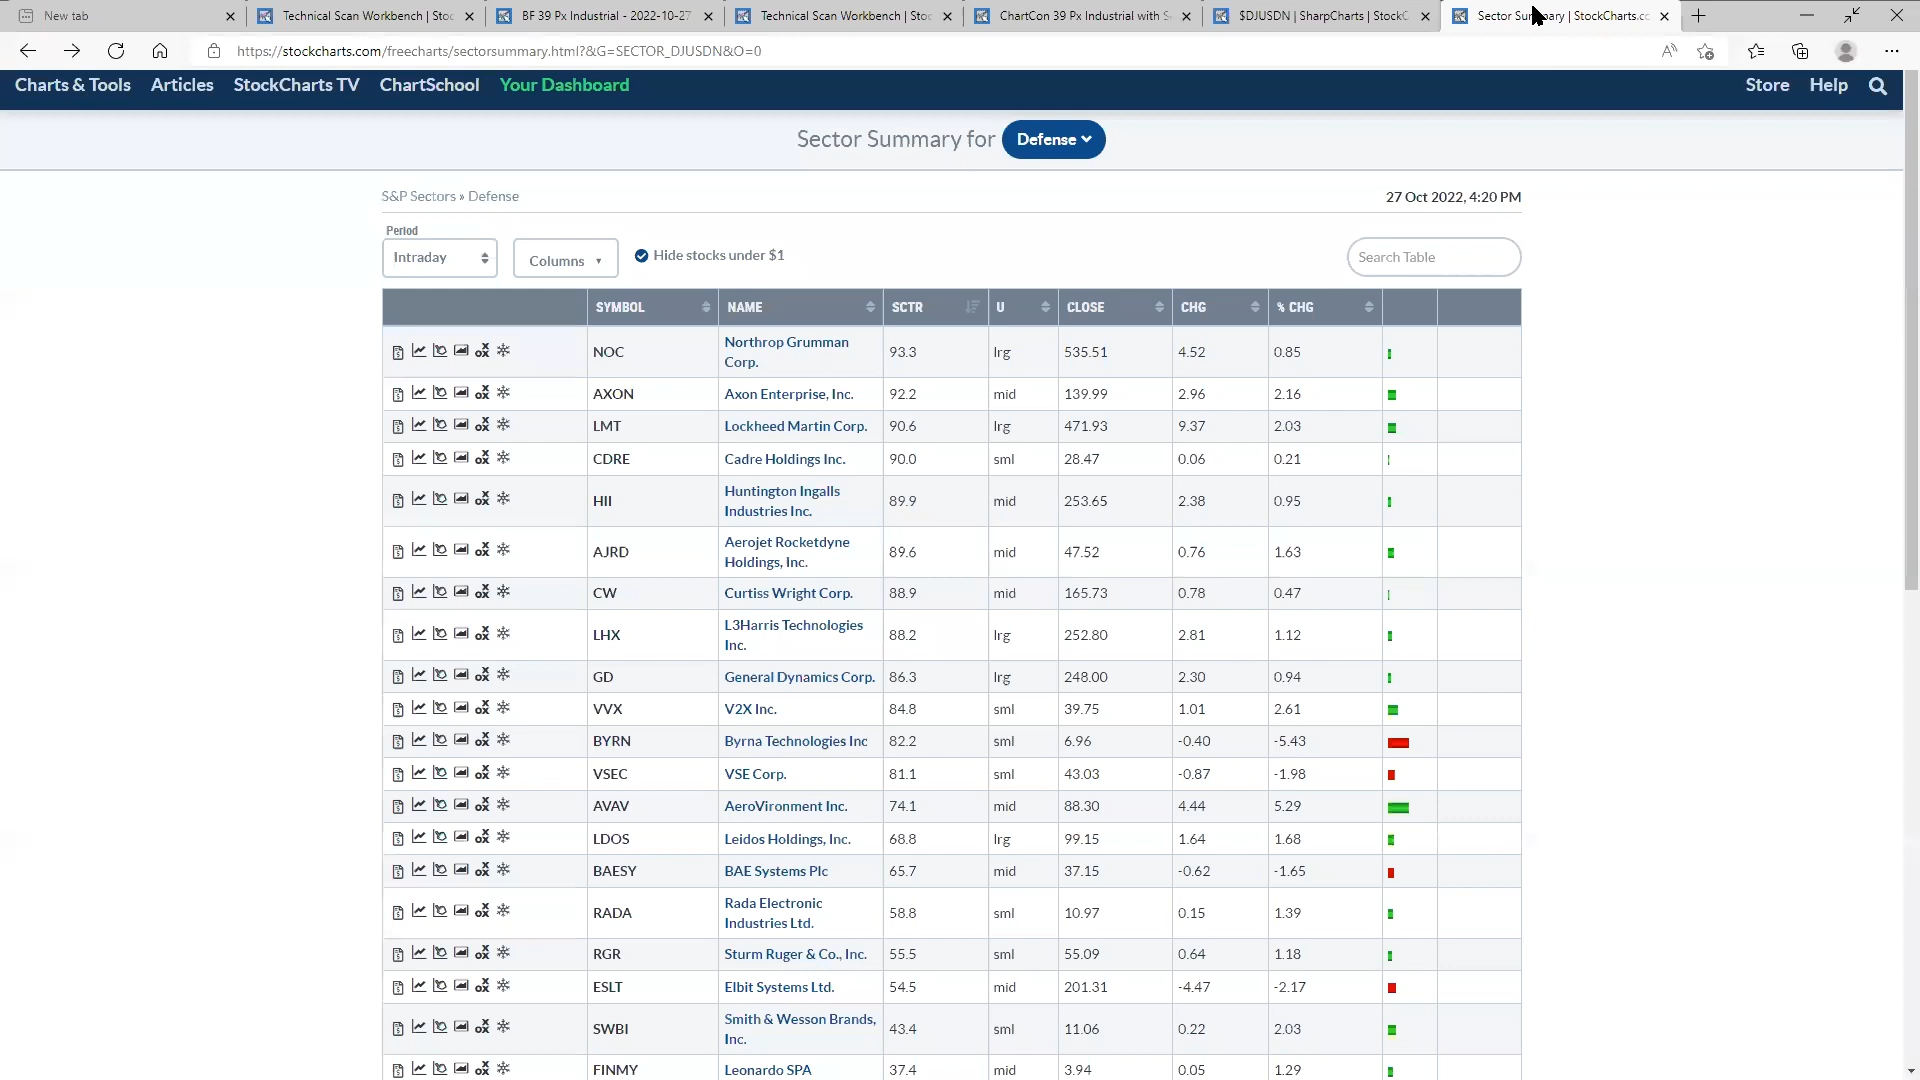 New tab
Technical Scan Workbench | Stoc
BF 39 Px Industrial - 2022-10-27
Technical Scan Workbench | Stoc
ChartCon 39 Px Industrial with S
$DJUSDN | SharpCharts | StockC
Sector Summary | StockCharts.cc
https://stockcharts.com/freecharts/sectorsummary.html?&G=SECTOR_DJUSDN&O=0
Charts & Tools Articles StockCharts TV ChartSchool Your Dashboard Store Help
Sector Summary for Defense
S&P Sectors » Defense 27 Oct 2022, 4:20 PM
Period
Intraday Columns Hide stocks under $1 Search Table
SYMBOL NAME SCTR U CLOSE CHG % CHG
NOC Northrop Grumman Corp. 93.3 lrg 535.51 4.52 0.85
AXON Axon Enterprise, Inc. 92.2 mid 139.99 2.96 2.16
LMT Lockheed Martin Corp. 90.6 lrg 471.93 9.37 2.03
CDRE Cadre Holdings Inc. 90.0 sml 28.47 0.06 0.21
HII Huntington Ingalls Industries Inc. 89.9 mid 253.65 2.38 0.95
AJRD Aerojet Rocketdyne Holdings, Inc. 89.6 mid 47.52 0.76 1.63
CW Curtiss Wright Corp. 88.9 mid 165.73 0.78 0.47
LHX L3Harris Technologies Inc. 88.2 lrg 252.80 2.81 1.12
GD General Dynamics Corp. 86.3 lrg 248.00 2.30 0.94
VVX V2X Inc. 84.8 sml 39.75 1.01 2.61
BYRN Byrna Technologies Inc 82.2 sml 6.96 -0.40 -5.43
VSEC VSE Corp. 81.1 sml 43.03 -0.87 -1.98
AVAV AeroVironment Inc. 74.1 mid 88.30 4.44 5.29
LDOS Leidos Holdings, Inc. 68.8 lrg 99.15 1.64 1.68
BAESY BAE Systems Plc 65.7 mid 37.15 -0.62 -1.65
RADA Rada Electronic Industries Ltd. 58.8 sml 10.97 0.15 1.39
RGR Sturm Ruger & Co., Inc. 55.5 sml 55.09 0.64 1.18
ESLT Elbit Systems Ltd. 54.5 mid 201.31 -4.47 -2.17
SWBI Smith & Wesson Brands, Inc. 43.4 sml 11.06 0.22 2.03
FINMY Leonardo SPA 37.4 mid 3.94 0.05 1.29